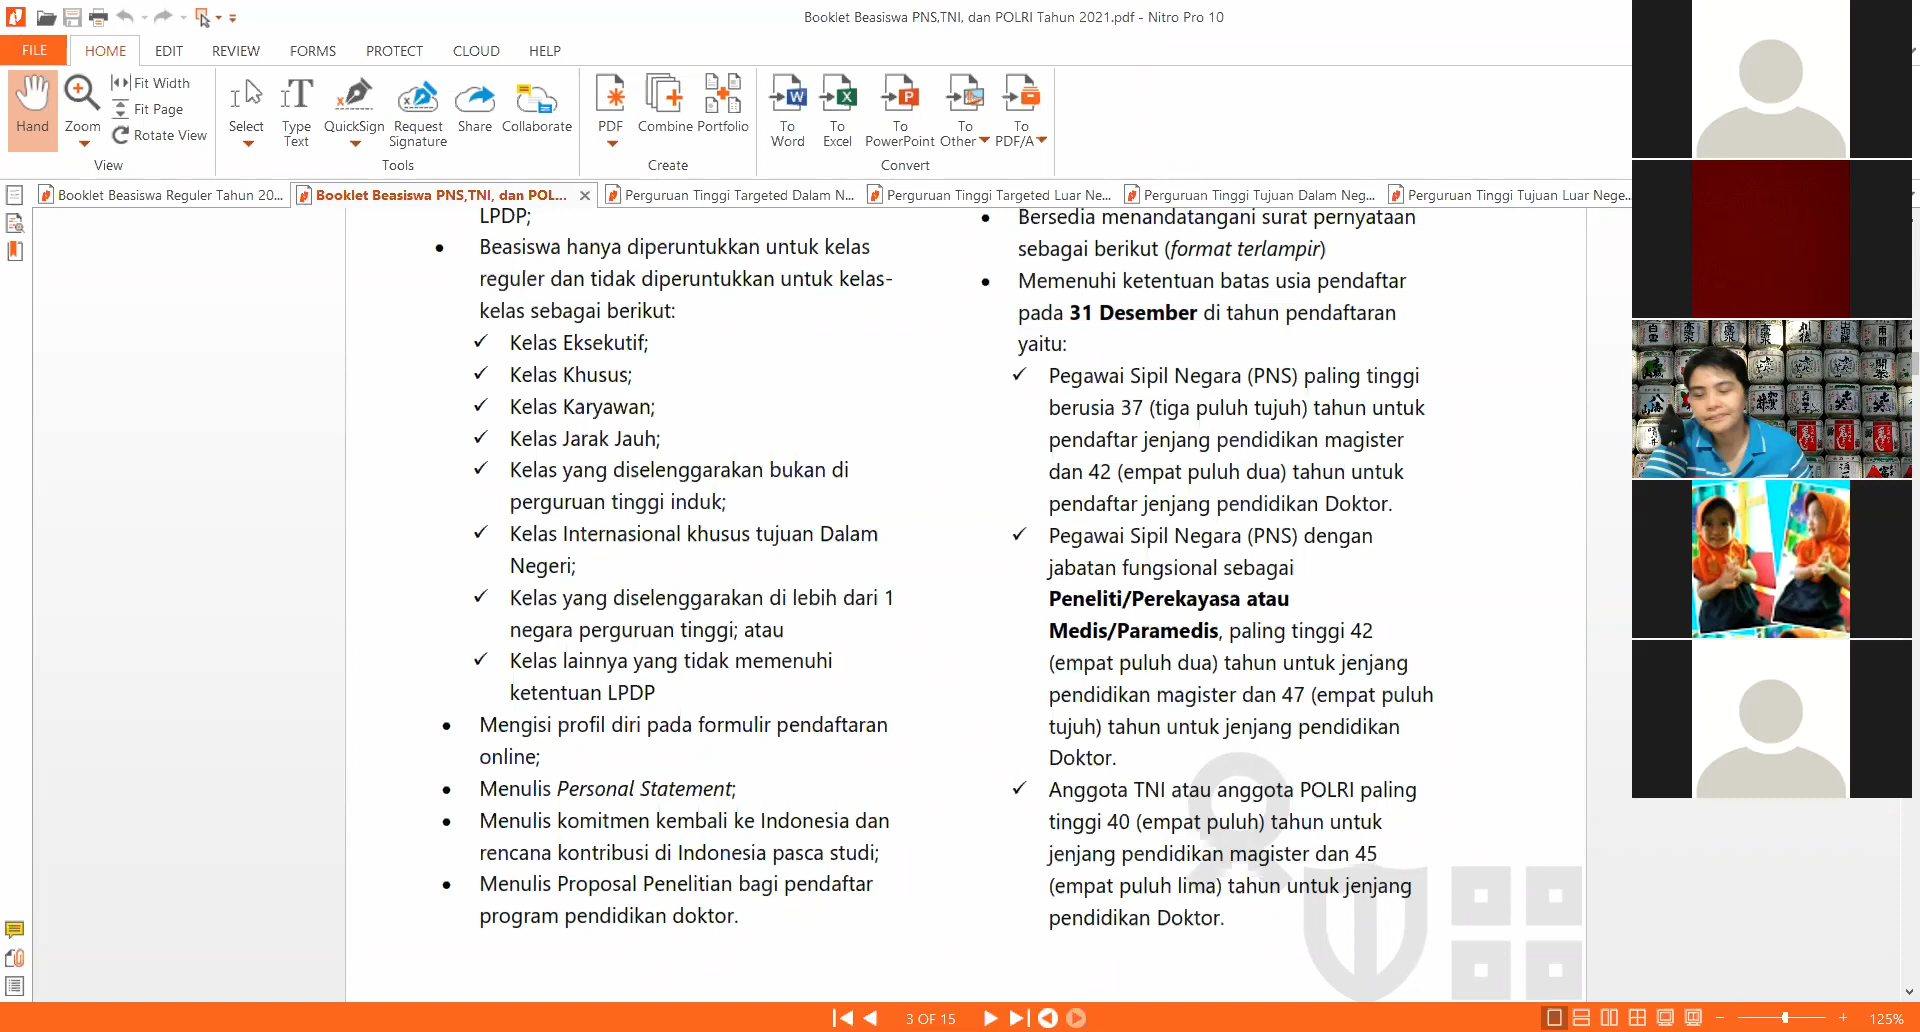 Booklet Beasiswa PNS,TNI, dan POLRI Tahun 2021.pdf - Nitro Pro 10
FILE HOME EDIT REVIEW FORMS PROTECT CLOUD HELP
Hand
Zoom
Fit Width
Fit Page
Rotate View
View
Select
Type Text
QuickSign
Request Signature
Share
Collaborate
Tools
PDF
Combine
Portfolio
Create
To Word
To Excel
To PowerPoint
To Other
To PDF/A
Convert
Booklet Beasiswa Reguler Tahun 20...
Booklet Beasiswa PNS,TNI, dan POL...
Perguruan Tinggi Targeted Dalam N...
Perguruan Tinggi Targeted Luar Ne...
Perguruan Tinggi Tujuan Dalam Neg...
Perguruan Tinggi Tujuan Luar Nege...
LPDP;
Beasiswa hanya diperuntukkan untuk kelas
reguler dan tidak diperuntukkan untuk kelas-
kelas sebagai berikut:
Kelas Eksekutif;
Kelas Khusus;
Kelas Karyawan;
Kelas Jarak Jauh;
Kelas yang diselenggarakan bukan di
perguruan tinggi induk;
Kelas Internasional khusus tujuan Dalam
Negeri;
Kelas yang diselenggarakan di lebih dari 1
negara perguruan tinggi; atau
Kelas lainnya yang tidak memenuhi
ketentuan LPDP
Mengisi profil diri pada formulir pendaftaran
online;
Menulis Personal Statement;
Menulis komitmen kembali ke Indonesia dan
rencana kontribusi di Indonesia pasca studi;
Menulis Proposal Penelitian bagi pendaftar
program pendidikan doktor.
Bersedia menandatangani surat pernyataan
sebagai berikut (format terlampir)
Memenuhi ketentuan batas usia pendaftar
pada 31 Desember di tahun pendaftaran
yaitu:
Pegawai Sipil Negara (PNS) paling tinggi
berusia 37 (tiga puluh tujuh) tahun untuk
pendaftar jenjang pendidikan magister
dan 42 (empat puluh dua) tahun untuk
pendaftar jenjang pendidikan Doktor.
Pegawai Sipil Negara (PNS) dengan
jabatan fungsional sebagai
Peneliti/Perekayasa atau
Medis/Paramedis, paling tinggi 42
(empat puluh dua) tahun untuk jenjang
pendidikan magister dan 47 (empat puluh
tujuh) tahun untuk jenjang pendidikan
Doktor.
Anggota TNI atau anggota POLRI paling
tinggi 40 (empat puluh) tahun untuk
jenjang pendidikan magister dan 45
(empat puluh lima) tahun untuk jenjang
pendidikan Doktor.
3 OF 15
125%